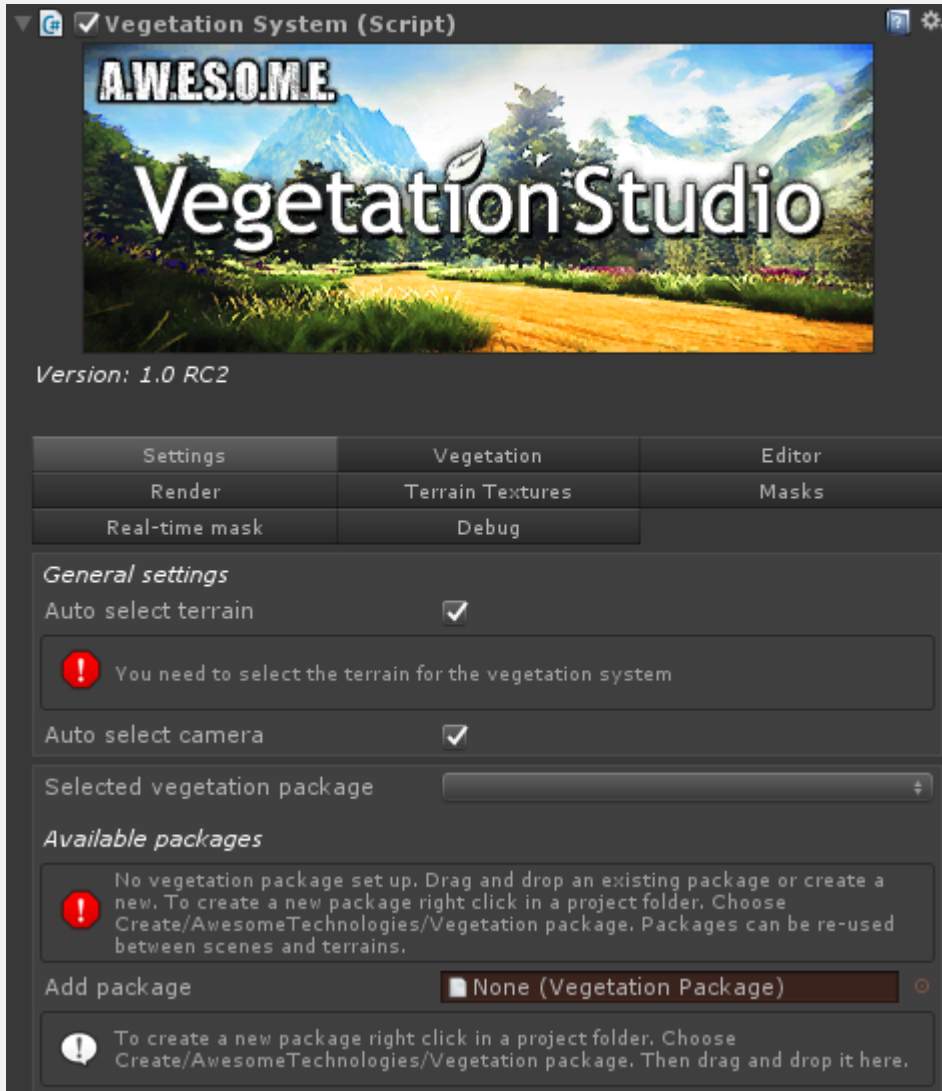 Vegetation System (Script)
A.W.E.S.O.M.E.
Vegetation Studio
Version: 1.0 RC2
Settings Vegetation Editor
Render Terrain Textures Masks
Real-time mask Debug
General settings
Auto select terrain
You need to select the terrain for the vegetation system
Auto select camera
Selected vegetation package
Available packages
No vegetation package set up. Drag and drop an existing package or create a
new. To create a new package right click in a project folder. Choose
Create/AwesomeTechnologies/Vegetation package. Packages can be re-used
between scenes and terrains.
Add package None (Vegetation Package)
To create a new package right click in a project folder. Choose
Create/AwesomeTechnologies/Vegetation package. Then drag and drop it here.